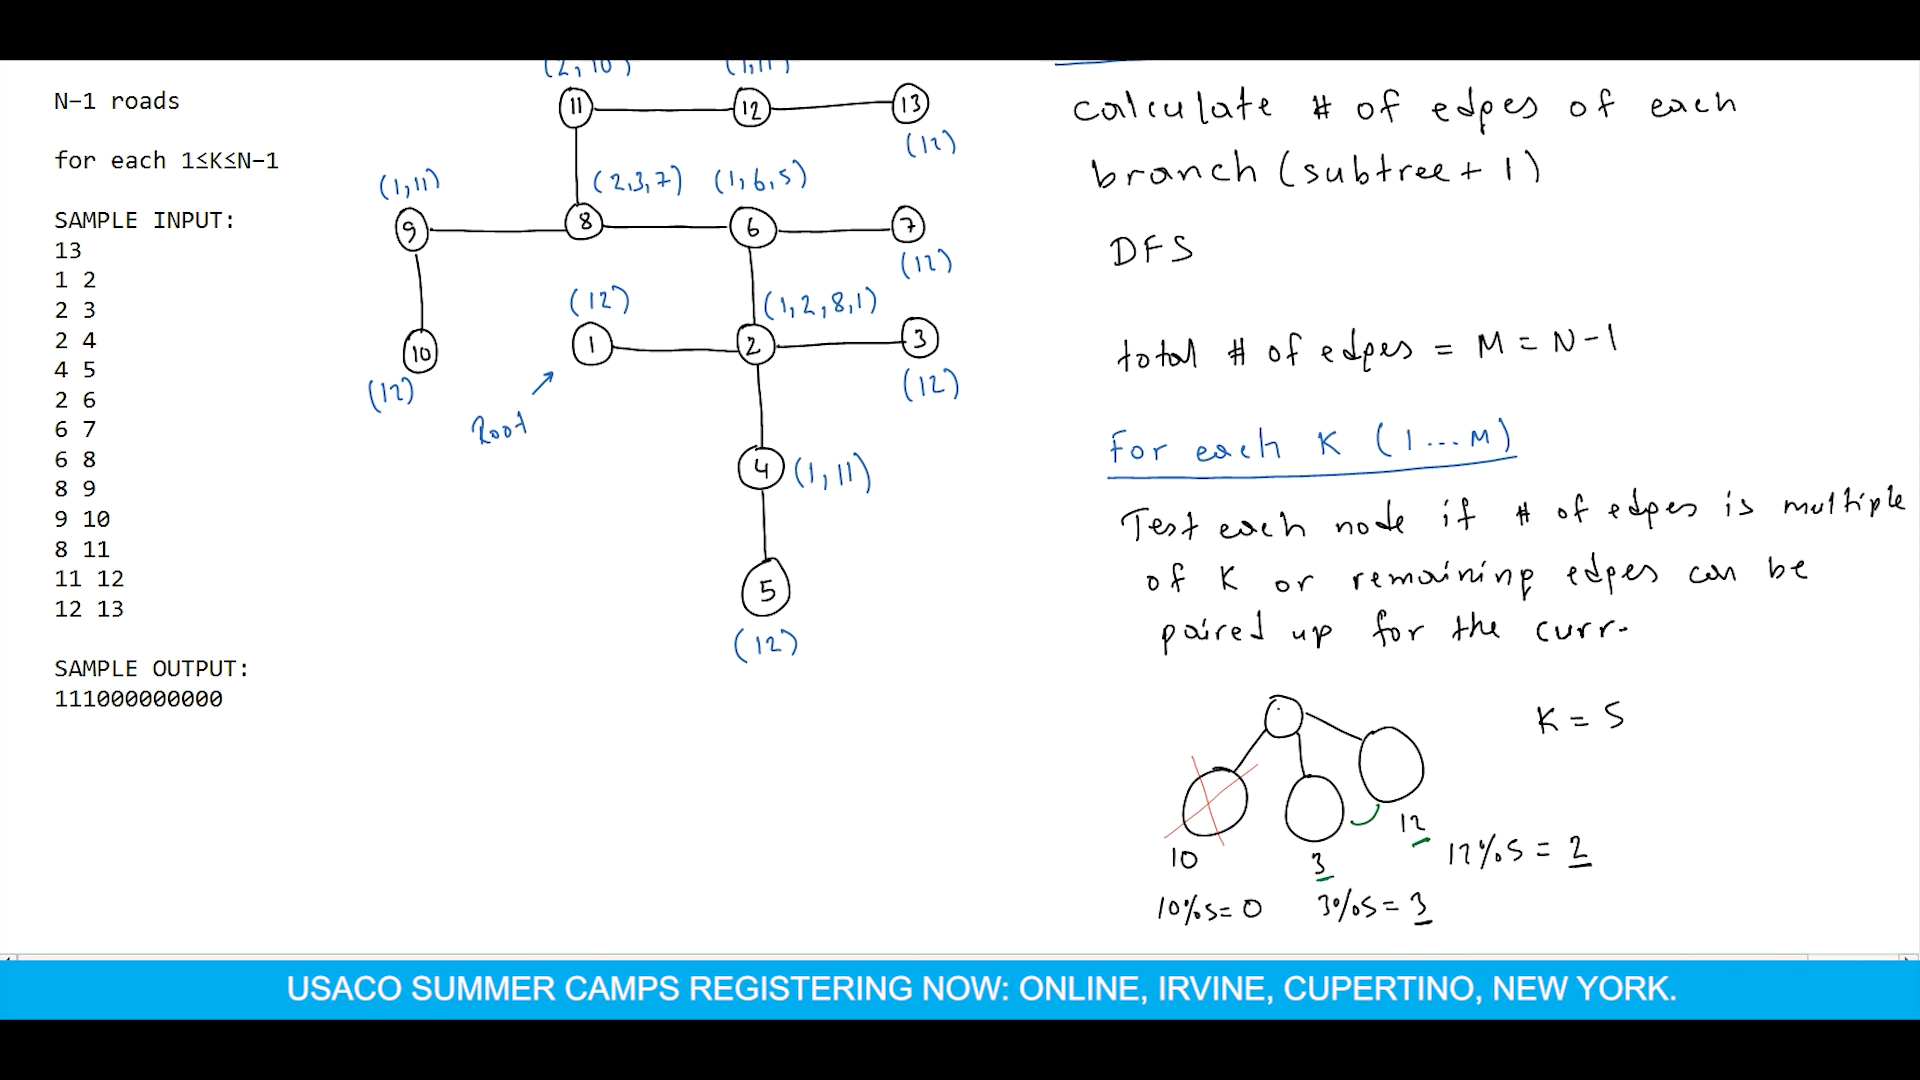 N-1 roads
for each 1≤K≤N-1
SAMPLE INPUT:
13
1 2
2 3
2 4
4 5
2 6
6 7
6 8
8 9
9 10
8 11
11 12
12 13
SAMPLE OUTPUT:
111000000000
(2,10) (1,11)
11 12 13
(12)
(1,11) (2,3,7) (1,6,5)
9 8 6 7
(12)
(12) (1,2,8,1)
10 1 2 3
(12) (12)
Root
4 (1,11)
5
(12)
calculate # of edges of each
branch (subtree + 1)
DFS
total # of edges = M = N-1
For each K (1...M)
Test each node if # of edges is multiple
of K or remaining edges can be
paired up for the curr.
K = 5
10 3 12
12%5 = 2
10%5 = 0 3%5 = 3
USACO SUMMER CAMPS REGISTERING NOW: ONLINE, IRVINE, CUPERTINO, NEW YORK.